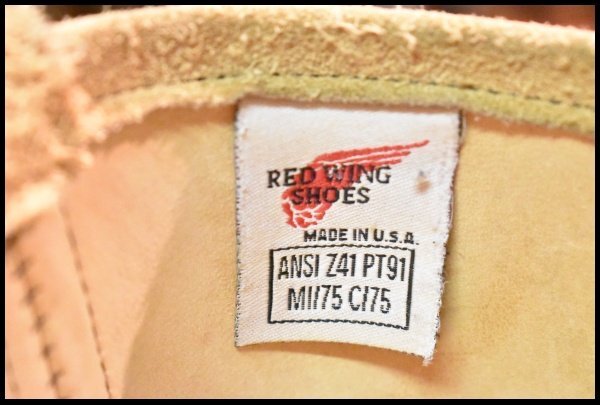 RED WING
SHOES
MADE IN U.S.A.
ANSI Z41 PT91
MI/75 C/75